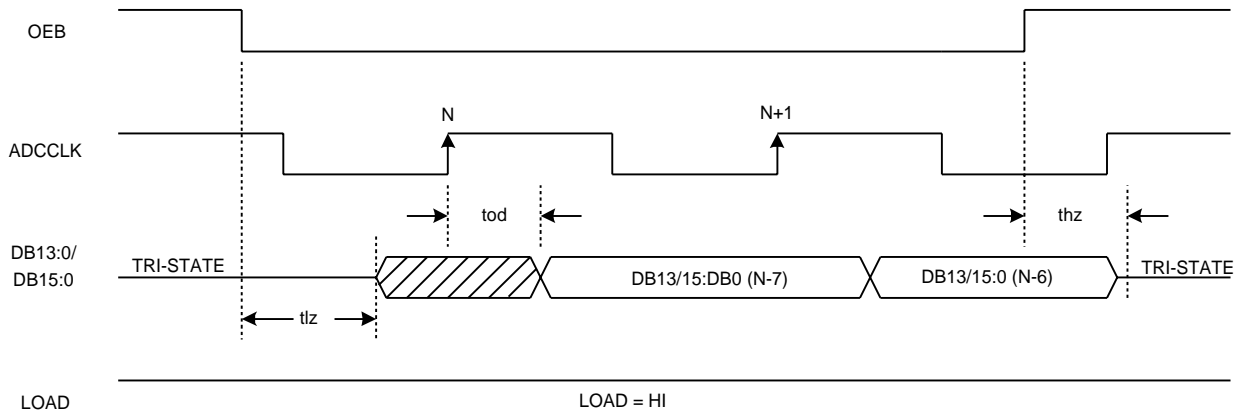 OEB
N
N+1
ADCCLK
tod
thz
DB13:0/
DB15:0
TRI-STATE
DB13/15:DB0 (N-7)
DB13/15:0 (N-6)
TRI-STATE
tlz
LOAD
LOAD = HI